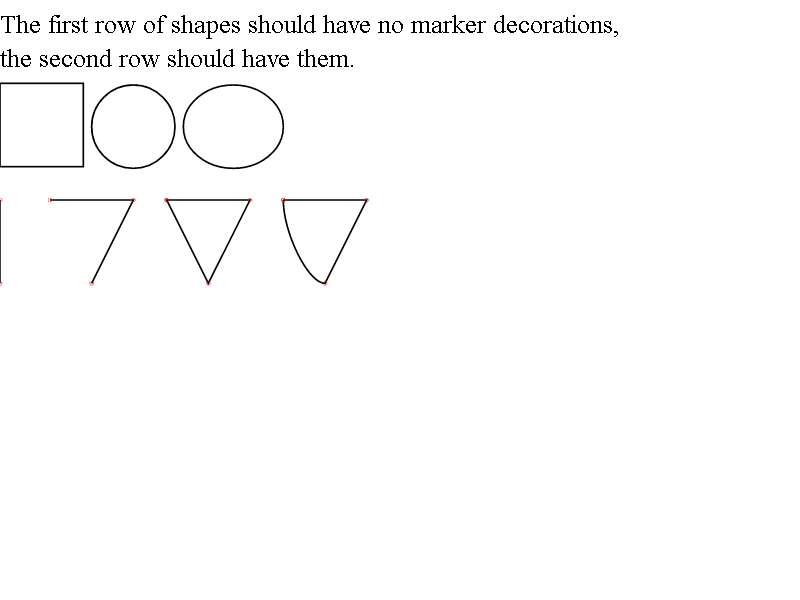 The first row of shapes should have no marker decorations,
the second row should have them.